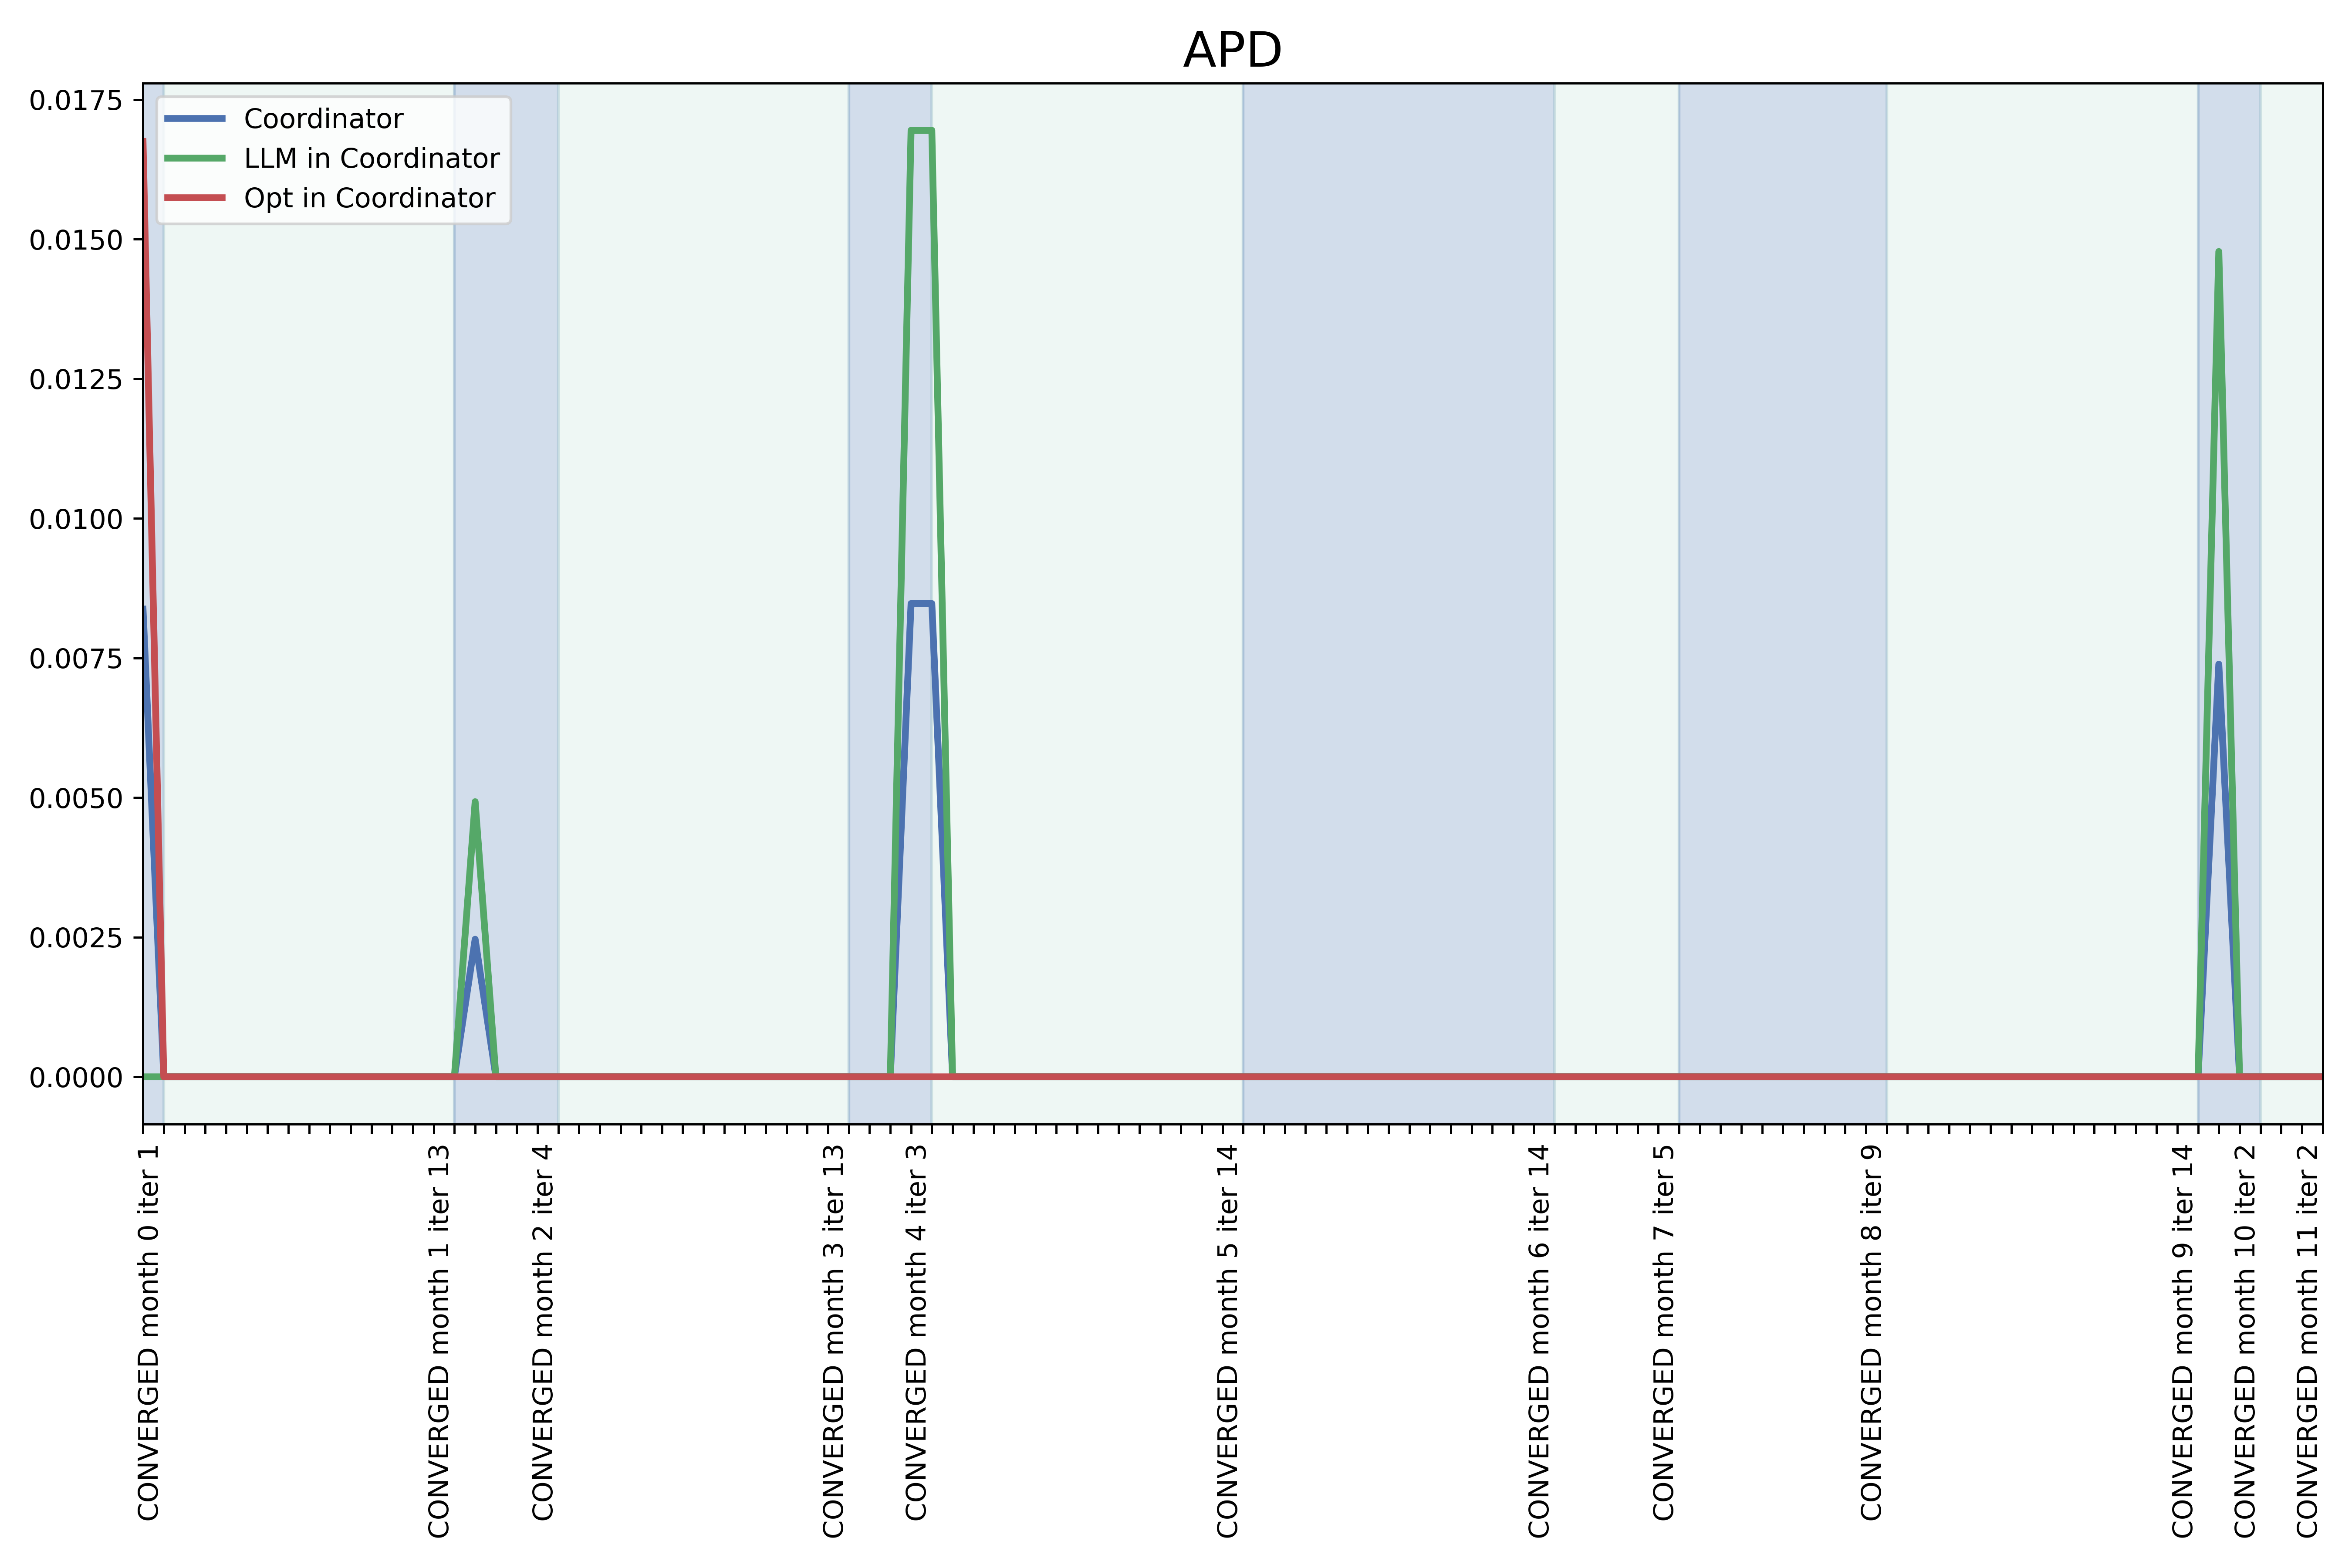 APD
0.0175
0.0150
0.0125
0.0100
0.0075
0.0050
0.0025
0.0000
Coordinator
LLM in Coordinator
Opt in Coordinator
CONVERGED month 0 iter 1
CONVERGED month 1 iter 13
CONVERGED month 2 iter 4
CONVERGED month 3 iter 13
CONVERGED month 4 iter 3
CONVERGED month 5 iter 14
CONVERGED month 6 iter 14
CONVERGED month 7 iter 5
CONVERGED month 8 iter 9
CONVERGED month 9 iter 14
CONVERGED month 10 iter 2
CONVERGED month 11 iter 2